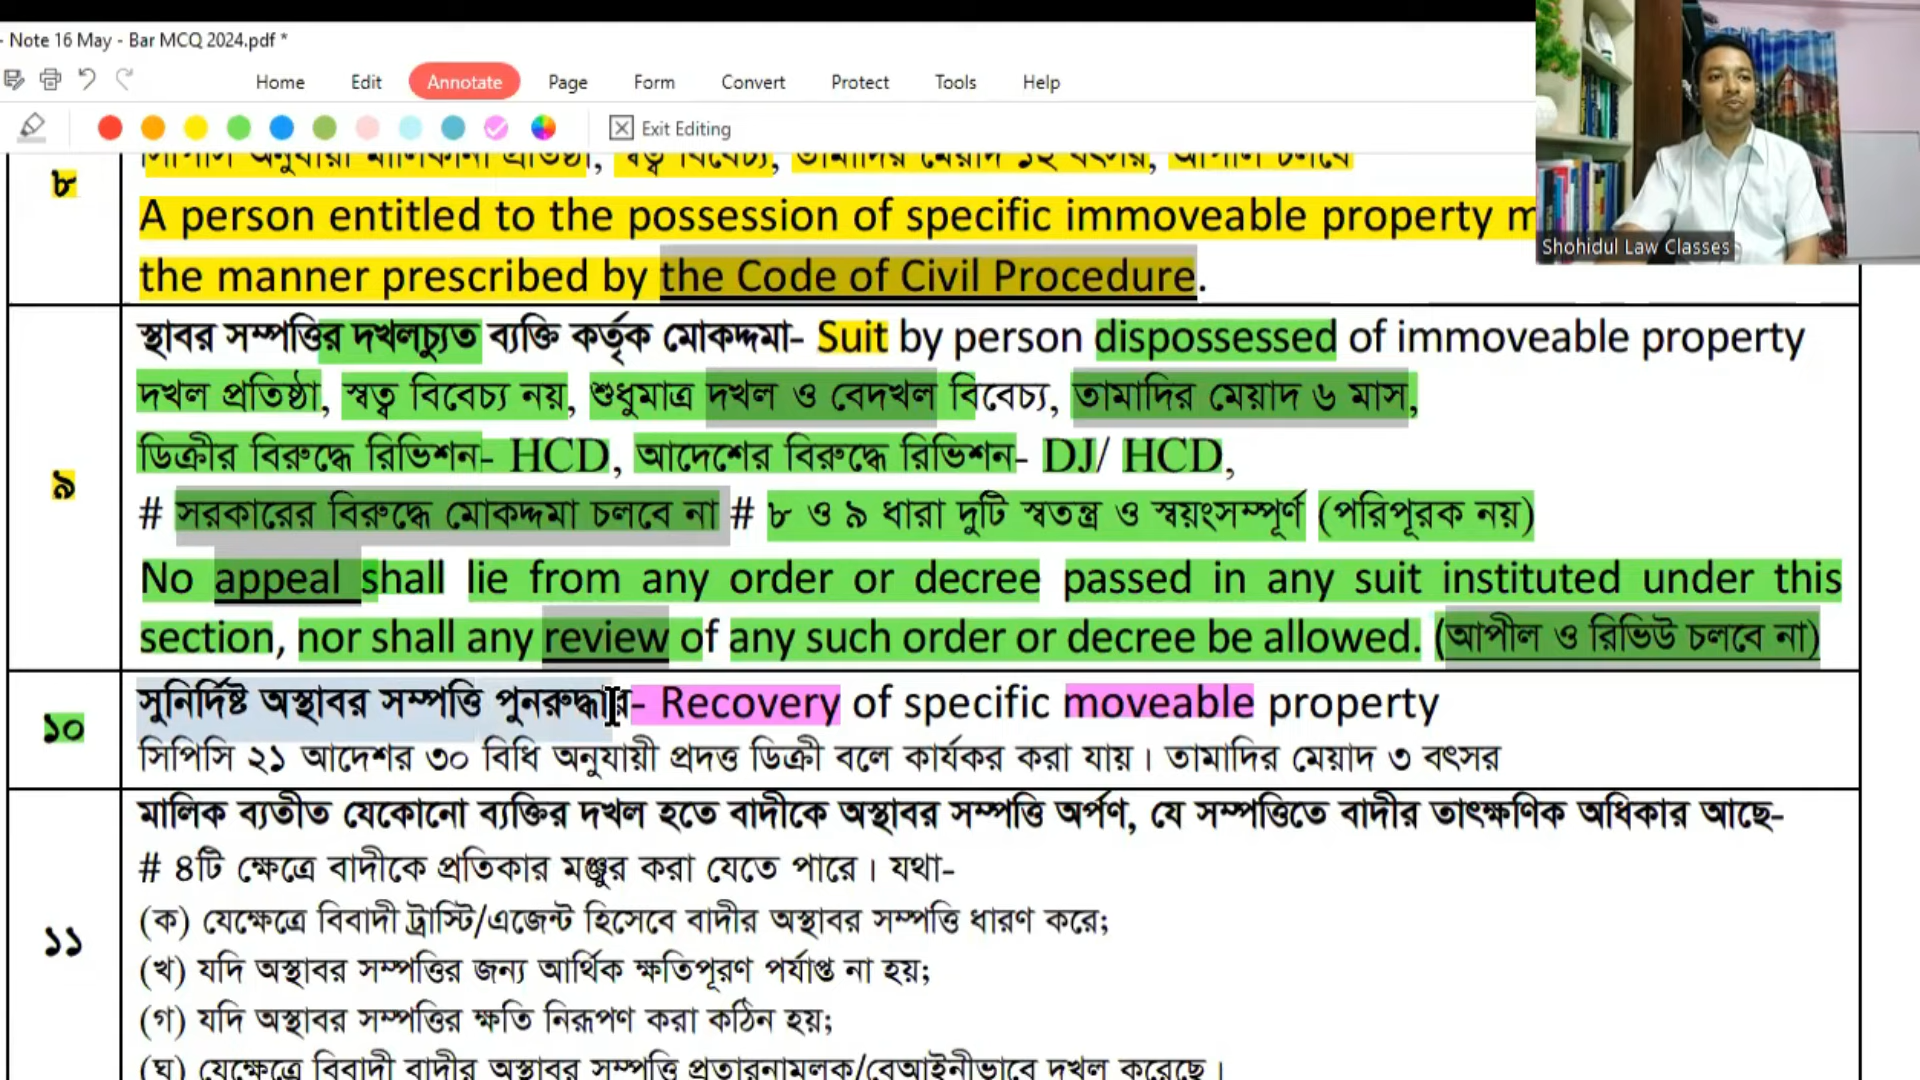 - Note 16 May - Bar MCQ 2024.pdf *
Home Edit Annotate Page Form Convert Protect Tools Help
Exit Editing
Shohidul Law Classes
৮
সিপিসি অনুযায়ী মালিকানা প্রতিষ্ঠা, স্বত্ব বিবেচ্য, তামাদির মেয়াদ ১২ বৎসর, আপীল চলবে
A person entitled to the possession of specific immoveable property m
the manner prescribed by the Code of Civil Procedure.
৯
স্থাবর সম্পত্তির দখলচ্যুত ব্যক্তি কর্তৃক মোকদ্দমা- Suit by person dispossessed of immoveable property
দখল প্রতিষ্ঠা, স্বত্ব বিবেচ্য নয়, শুধুমাত্র দখল ও বেদখল বিবেচ্য, তামাদির মেয়াদ ৬ মাস,
ডিক্রীর বিরুদ্ধে রিভিশন- HCD, আদেশের বিরুদ্ধে রিভিশন- DJ/ HCD,
# সরকারের বিরুদ্ধে মোকদ্দমা চলবে না # ৮ ও ৯ ধারা দুটি স্বতন্ত্র ও স্বয়ংসম্পূর্ণ (পরিপূরক নয়)
No appeal shall lie from any order or decree passed in any suit instituted under this
section, nor shall any review of any such order or decree be allowed. (আপীল ও রিভিউ চলবে না)
১০
সুনির্দিষ্ট অস্থাবর সম্পত্তি পুনরুদ্ধার- Recovery of specific moveable property
সিপিসি ২১ আদেশর ৩০ বিধি অনুযায়ী প্রদত্ত ডিক্রী বলে কার্যকর করা যায়। তামাদির মেয়াদ ৩ বৎসর
১১
মালিক ব্যতীত যেকোনো ব্যক্তির দখল হতে বাদীকে অস্থাবর সম্পত্তি অর্পণ, যে সম্পত্তিতে বাদীর তাৎক্ষণিক অধিকার আছে-
# ৪টি ক্ষেত্রে বাদীকে প্রতিকার মঞ্জুর করা যেতে পারে। যথা-
(ক) যেক্ষেত্রে বিবাদী ট্রাস্টি/এজেন্ট হিসেবে বাদীর অস্থাবর সম্পত্তি ধারণ করে;
(খ) যদি অস্থাবর সম্পত্তির জন্য আর্থিক ক্ষতিপূরণ পর্যাপ্ত না হয়;
(গ) যদি অস্থাবর সম্পত্তির ক্ষতি নিরূপণ করা কঠিন হয়;
(ঘ) যেক্ষেত্রে বিবাদী বাদীর অস্থাবর সম্পত্তি প্রতারনামূলক/বেআইনীভাবে দখল করেছে।